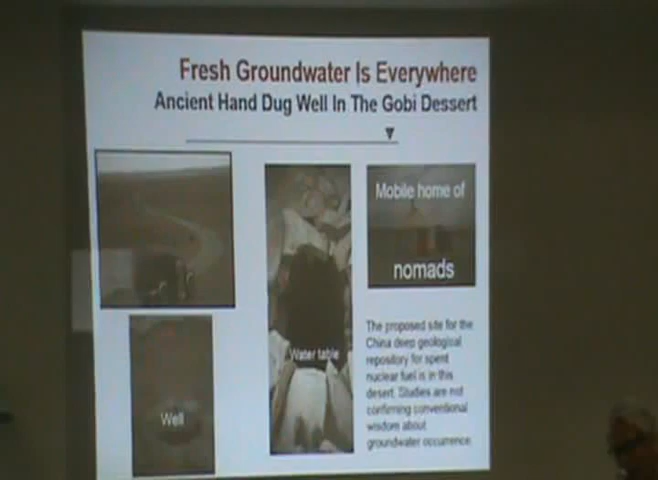 Fresh Groundwater Is Everywhere
Ancient Hand Dug Well In The Gobi Dessert
Mobile home of
nomads
Water table
Well
The proposed site for the
China deep geological
repository for spent
nuclear fuel is in this
desert. Studies are not
confirming conventional
wisdom about
groundwater occurrence.